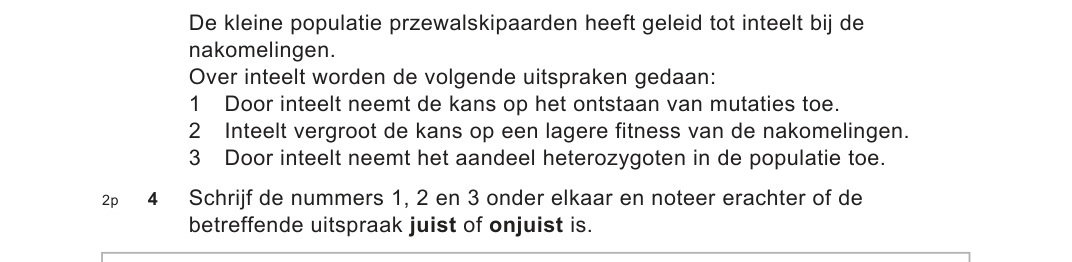 De kleine populatie przewalskipaarden heeft geleid tot inteelt bij de
nakomelingen.
Over inteelt worden de volgende uitspraken gedaan:
1 Door inteelt neemt de kans op het ontstaan van mutaties toe.
2 Inteelt vergroot de kans op een lagere fitness van de nakomelingen.
3 Door inteelt neemt het aandeel heterozygoten in de populatie toe.
2p 4 Schrijf de nummers 1, 2 en 3 onder elkaar en noteer erachter of de
betreffende uitspraak juist of onjuist is.